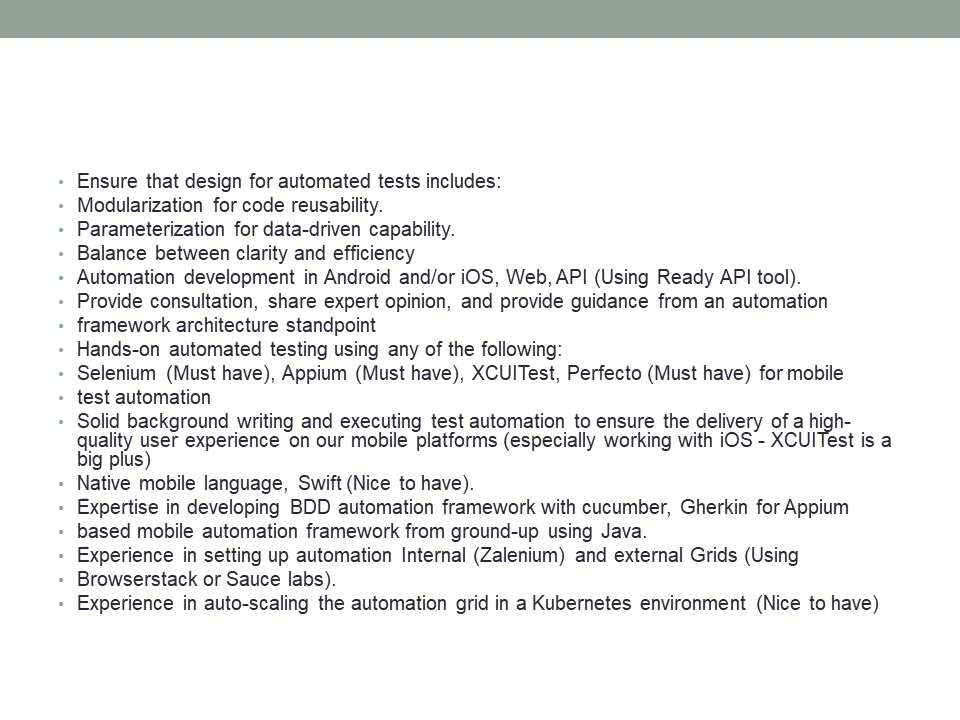 • Ensure that design for automated tests includes:
• Modularization for code reusability.
• Parameterization for data-driven capability.
• Balance between clarity and efficiency
• Automation development in Android and/or iOS, Web, API (Using Ready API tool).
• Provide consultation, share expert opinion, and provide guidance from an automation
• framework architecture standpoint
• Hands-on automated testing using any of the following:
• Selenium (Must have), Appium (Must have), XCUITest, Perfecto (Must have) for mobile
• test automation
• Solid background writing and executing test automation to ensure the delivery of a high-
quality user experience on our mobile platforms (especially working with iOS - XCUITest is a
big plus)
• Native mobile language, Swift (Nice to have).
• Expertise in developing BDD automation framework with cucumber, Gherkin for Appium
• based mobile automation framework from ground-up using Java.
• Experience in setting up automation Internal (Zalenium) and external Grids (Using
• Browserstack or Sauce labs).
• Experience in auto-scaling the automation grid in a Kubernetes environment (Nice to have)